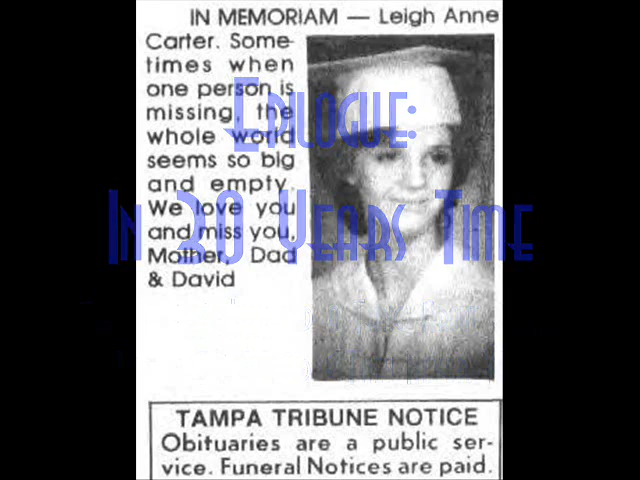 IN MEMORIAM — Leigh Anne
Carter. Some-
times when
one person is
missing, the
whole world
seems so big
and empty.
We love you
and miss you,
Mother, Dad
& David
Epilogue:
In 20 Years Time
TAMPA TRIBUNE NOTICE
Obituaries are a public ser-
vice. Funeral Notices are paid.